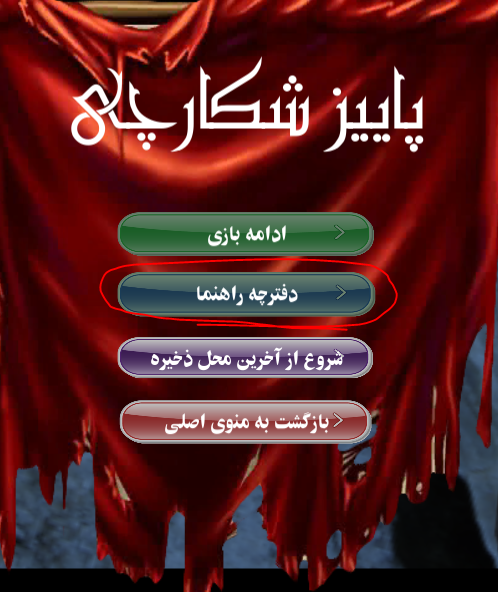 پاییز شکارچی
ادامه بازی
دفترچه راهنما
شروع از آخرین محل ذخیره
بازگشت به منوی اصلی